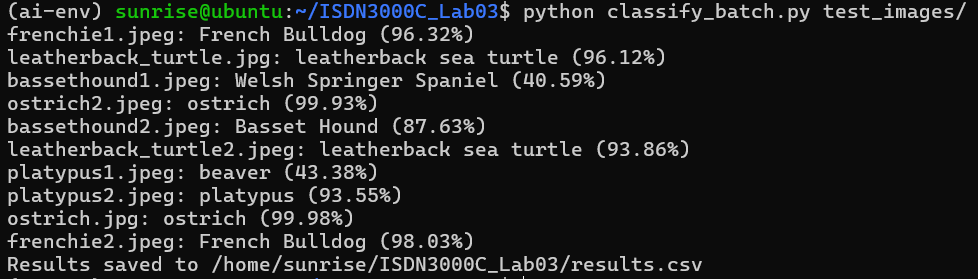 (ai-env) sunrise@ubuntu:~/ISDN3000C_Lab03$ python classify_batch.py test_images/
frenchie1.jpeg: French Bulldog (96.32%)
leatherback_turtle.jpg: leatherback sea turtle (96.12%)
bassethound1.jpeg: Welsh Springer Spaniel (40.59%)
ostrich2.jpeg: ostrich (99.93%)
bassethound2.jpeg: Basset Hound (87.63%)
leatherback_turtle2.jpeg: leatherback sea turtle (93.86%)
platypus1.jpeg: beaver (43.38%)
platypus2.jpeg: platypus (93.55%)
ostrich.jpg: ostrich (99.98%)
frenchie2.jpeg: French Bulldog (98.03%)
Results saved to /home/sunrise/ISDN3000C_Lab03/results.csv